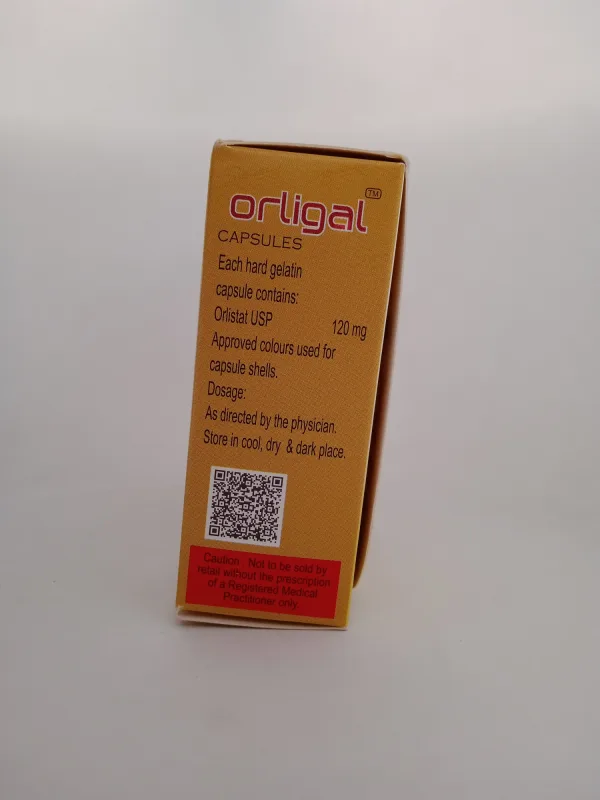 orligal TM
CAPSULES
Each hard gelatin
capsule contains:
Orlistat USP 120 mg
Approved colours used for
capsule shells.
Dosage:
As directed by the physician.
Store in cool, dry & dark place.
Caution : Not to be sold by
retail without the prescription
of a Registered Medical
Practitioner only.